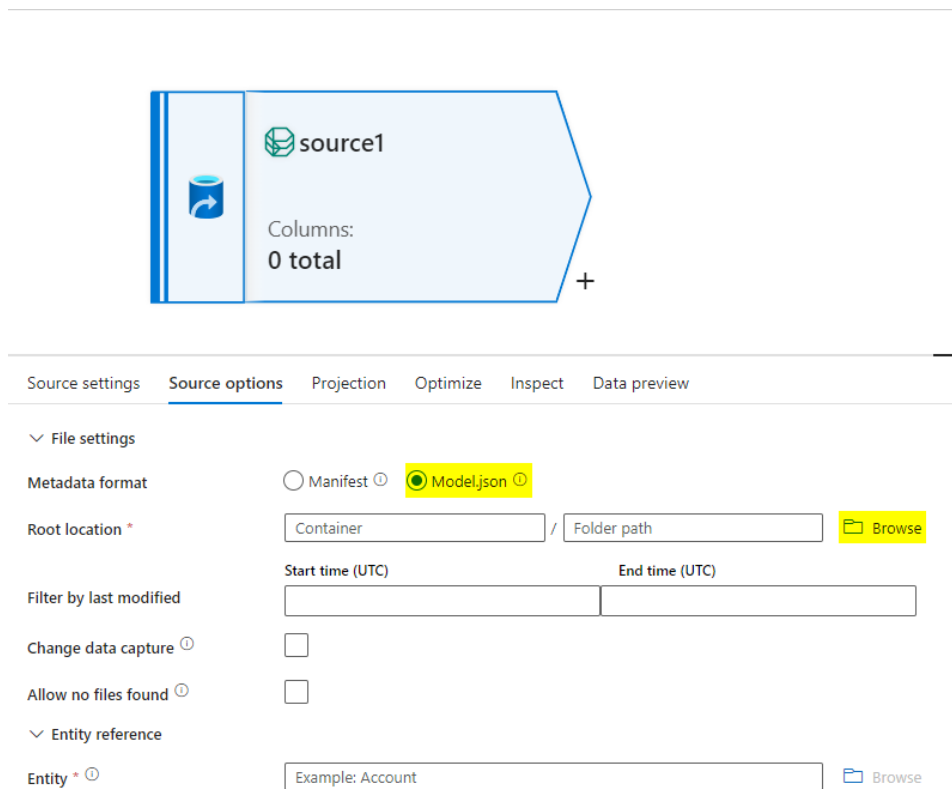 source1
Columns:
0 total
+
Source settings Source options Projection Optimize Inspect Data preview
File settings
Metadata format Manifest Model.json
Root location * Container / Folder path Browse
Start time (UTC) End time (UTC)
Filter by last modified
Change data capture
Allow no files found
Entity reference
Entity * Example: Account Browse